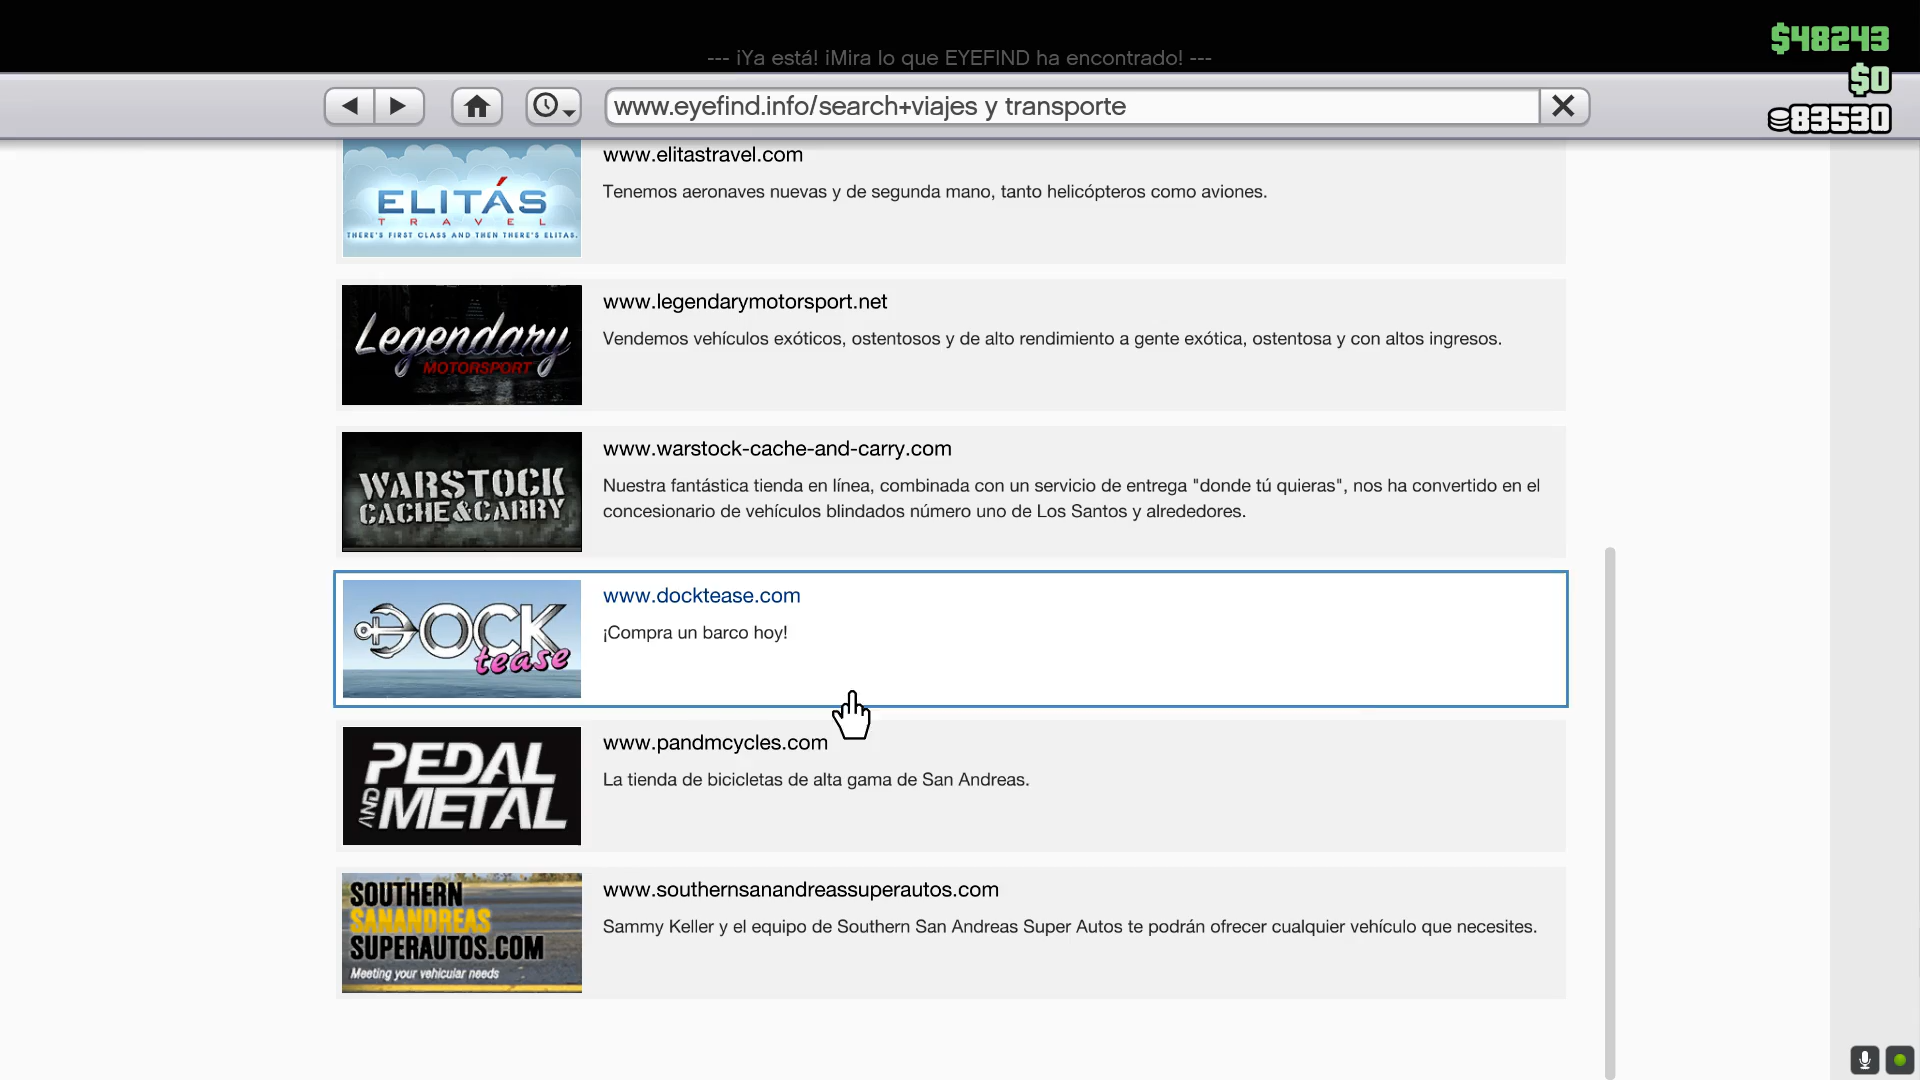 --- ¡Ya está! ¡Mira lo que EYEFIND ha encontrado! ---
$48243
$0
83530
www.eyefind.info/search+viajes y transporte
ELITÁS
TRAVEL
THERE'S FIRST CLASS AND THEN THERE'S ELITAS.
www.elitastravel.com
Tenemos aeronaves nuevas y de segunda mano, tanto helicópteros como aviones.
Legendary
MOTORSPORT
www.legendarymotorsport.net
Vendemos vehículos exóticos, ostentosos y de alto rendimiento a gente exótica, ostentosa y con altos ingresos.
WARSTOCK
CACHE&CARRY
www.warstock-cache-and-carry.com
Nuestra fantástica tienda en línea, combinada con un servicio de entrega "donde tú quieras", nos ha convertido en el
concesionario de vehículos blindados número uno de Los Santos y alrededores.
DOCK
tease
www.docktease.com
¡Compra un barco hoy!
PEDAL
AND METAL
www.pandmcycles.com
La tienda de bicicletas de alta gama de San Andreas.
SOUTHERN
SANANDREAS
SUPERAUTOS.COM
Meeting your vehicular needs
www.southernsanandreassuperautos.com
Sammy Keller y el equipo de Southern San Andreas Super Autos te podrán ofrecer cualquier vehículo que necesites.